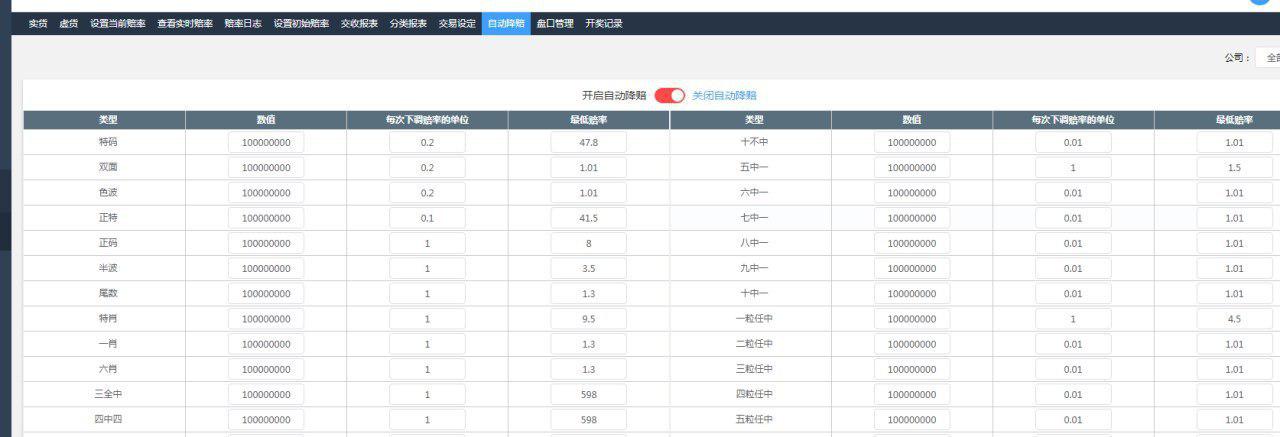 实货 虚货 设置当前赔率 查看实时赔率 赔率日志 设置初始赔率 交收报表 分类报表 交易设定 自动降赔 盘口管理 开奖记录
公司： 全
开启自动降赔 关闭自动降赔
类型 数值 每次下调赔率的单位 最低赔率 类型 数值 每次下调赔率的单位 最低赔率
特码 100000000 0.2 47.8 十不中 100000000 0.01 1.01
双面 100000000 0.2 1.01 五中一 100000000 1 1.5
色波 100000000 0.2 1.01 六中一 100000000 0.01 1.01
正特 100000000 0.1 41.5 七中一 100000000 0.01 1.01
正码 100000000 1 8 八中一 100000000 0.01 1.01
半波 100000000 1 3.5 九中一 100000000 0.01 1.01
尾数 100000000 1 1.3 十中一 100000000 0.01 1.01
特肖 100000000 1 9.5 一粒任中 100000000 1 4.5
一肖 100000000 1 1.3 二粒任中 100000000 0.01 1.01
六肖 100000000 1 1.3 三粒任中 100000000 0.01 1.01
三全中 100000000 1 598 四粒任中 100000000 0.01 1.01
四中四 100000000 1 598 五粒任中 100000000 0.01 1.01